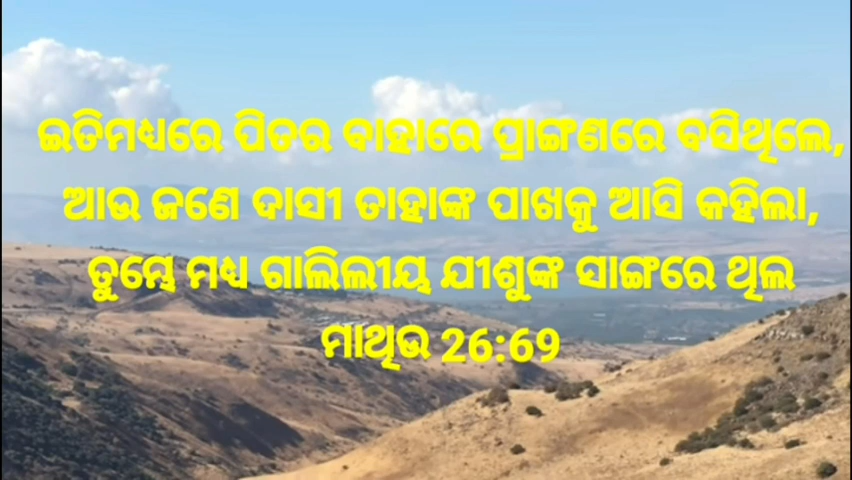 ଇତିମଧ୍ୟରେ ପିତର ବାହାରେ ପ୍ରାଙ୍ଗଣରେ ବସିଥିଲେ,
ଆଉ ଜଣେ ଦାସୀ ତାହାଙ୍କ ପାଖକୁ ଆସି କହିଲା,
ତୁମ୍ଭେ ମଧ୍ୟ ଗାଲିଲୀୟ ଯୀଶୁଙ୍କ ସାଙ୍ଗରେ ଥିଲ
ମାଥିଉ 26:69